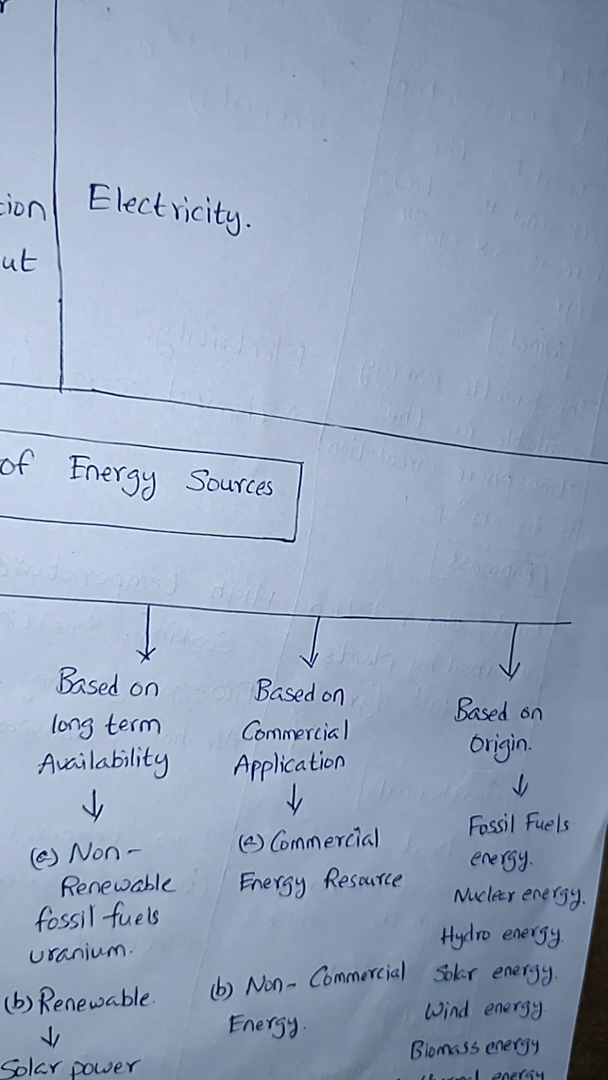 tion
ut
Electricity.
of Energy Sources
Based on
long term
Availability
(a) Non-
Renewable
fossil fuels
uranium.
(b) Renewable.
Solar power
Based on
Commercial
Application
(a) Commercial
Energy Resource
(b) Non-Commercial
Energy.
Based on
Origin.
Fossil Fuels
energy.
Nuclear energy.
Hydro energy
Solar energy.
Wind energy
Biomass energy
energy